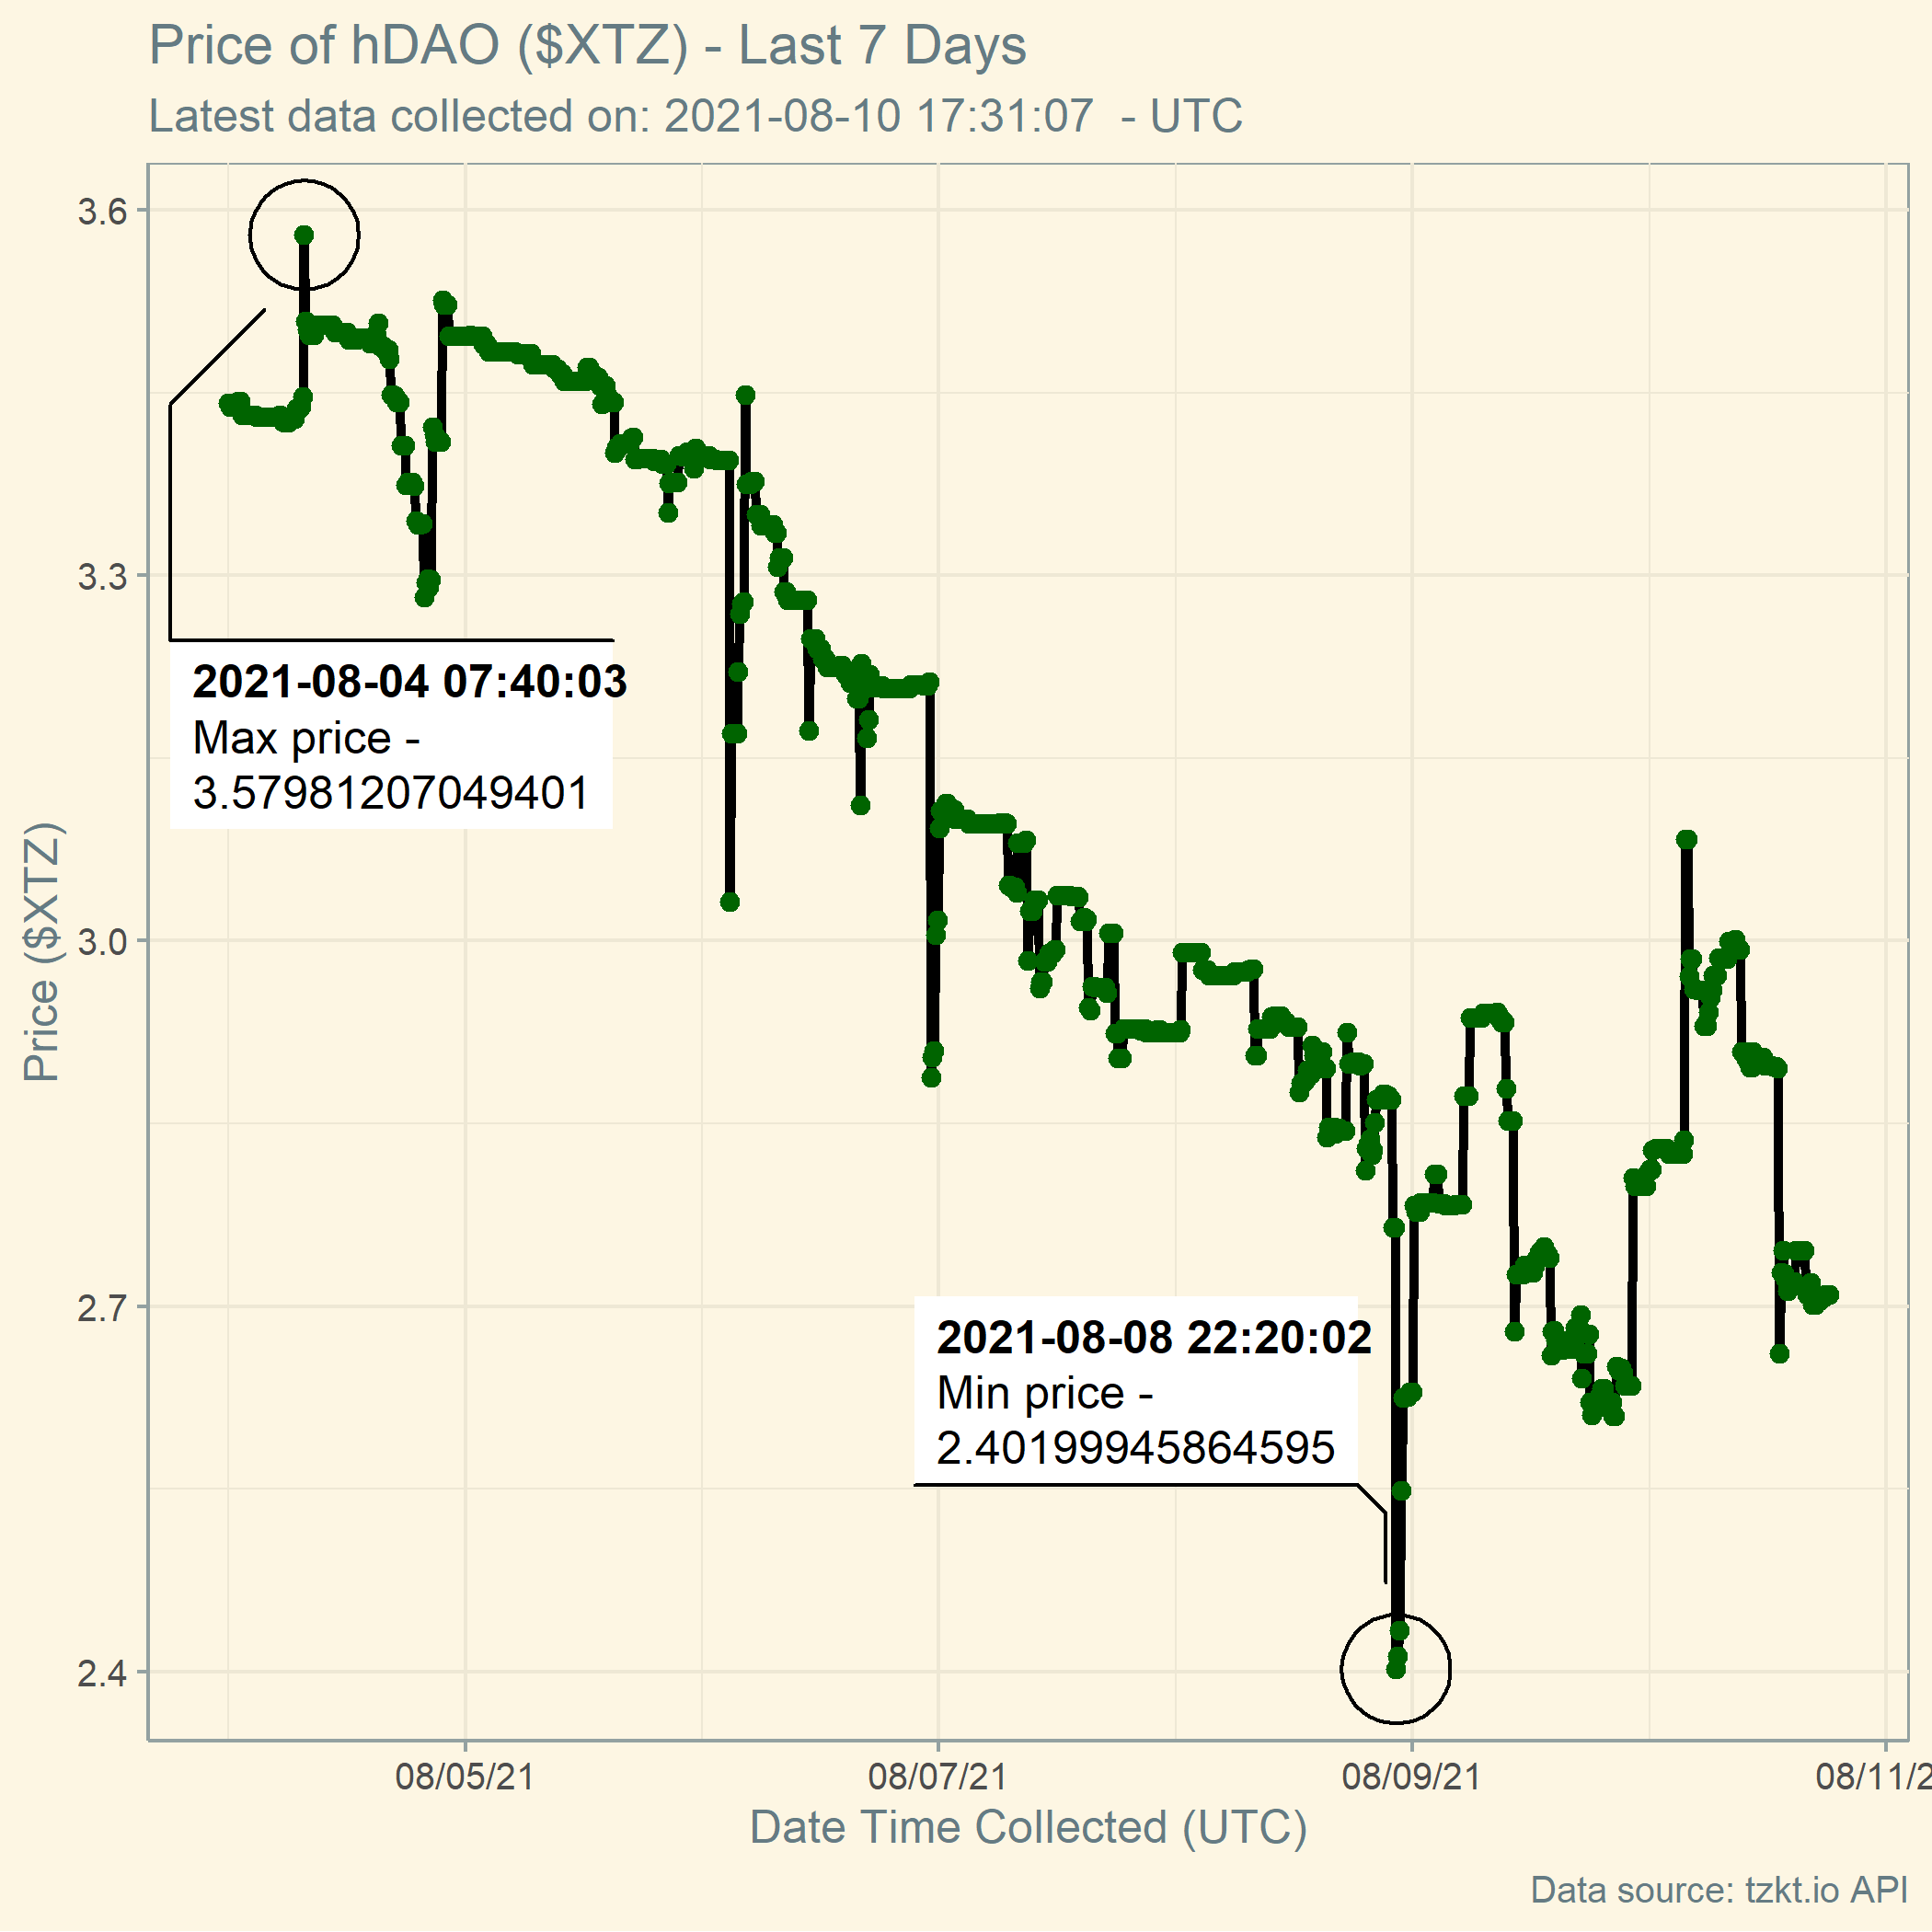 Price of hDAO ($XTZ) - Last 7 Days
Latest data collected on: 2021-08-10 17:31:07  - UTC
3.6
3.3
3.0
2.7
2.4
Price ($XTZ)
2021-08-04 07:40:03
Max price -
3.57981207049401
2021-08-08 22:20:02
Min price -
2.40199945864595
08/05/21
08/07/21
08/09/21
08/11/2
Date Time Collected (UTC)
Data source: tzkt.io API